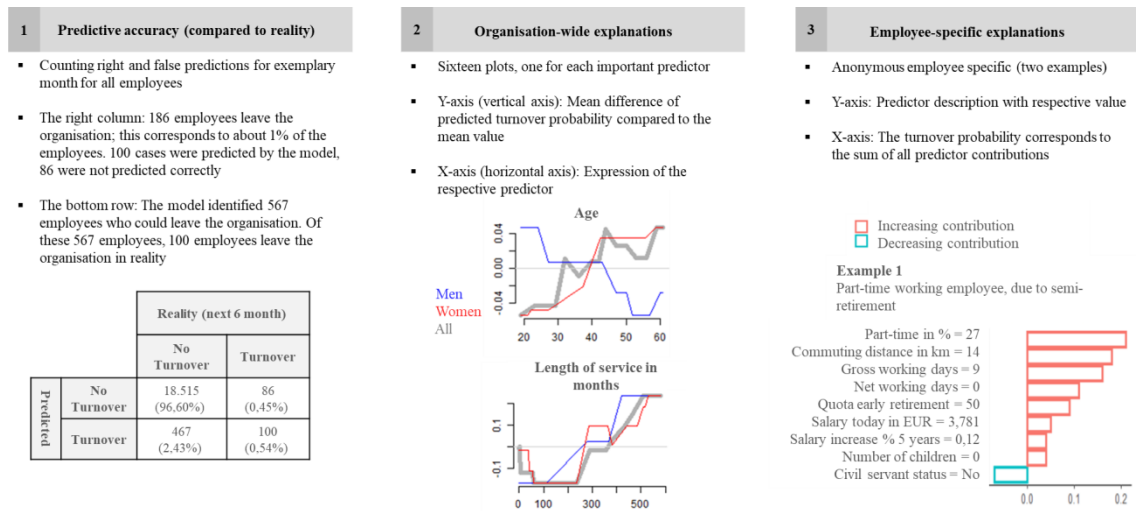 1 Predictive accuracy (compared to reality)
▪ Counting right and false predictions for exemplary
month for all employees
▪ The right column: 186 employees leave the
organisation; this corresponds to about 1% of the
employees. 100 cases were predicted by the model,
86 were not predicted correctly
▪ The bottom row: The model identified 567
employees who could leave the organisation. Of
these 567 employees, 100 employees leave the
organisation in reality
Reality (next 6 month)
No
Turnover
Turnover
Predicted
No
Turnover
18.515
(96,60%)
86
(0,45%)
Turnover
467
(2,43%)
100
(0,54%)
2 Organisation-wide explanations
▪ Sixteen plots, one for each important predictor
▪ Y-axis (vertical axis): Mean difference of
predicted turnover probability compared to the
mean value
▪ X-axis (horizontal axis): Expression of the
respective predictor
Age
0.04
0.00
-0.04
Men
Women
All
20 30 40 50 60
Length of service in
months
0.1
-0.1
0 100 300 500
3 Employee-specific explanations
▪ Anonymous employee specific (two examples)
▪ Y-axis: Predictor description with respective value
▪ X-axis: The turnover probability corresponds to
the sum of all predictor contributions
Increasing contribution
Decreasing contribution
Example 1
Part-time working employee, due to semi-
retirement
Part-time in % = 27
Commuting distance in km = 14
Gross working days = 9
Net working days = 0
Quota early retirement = 50
Salary today in EUR = 3,781
Salary increase % 5 years = 0,12
Number of children = 0
Civil servant status = No
0.0 0.1 0.2